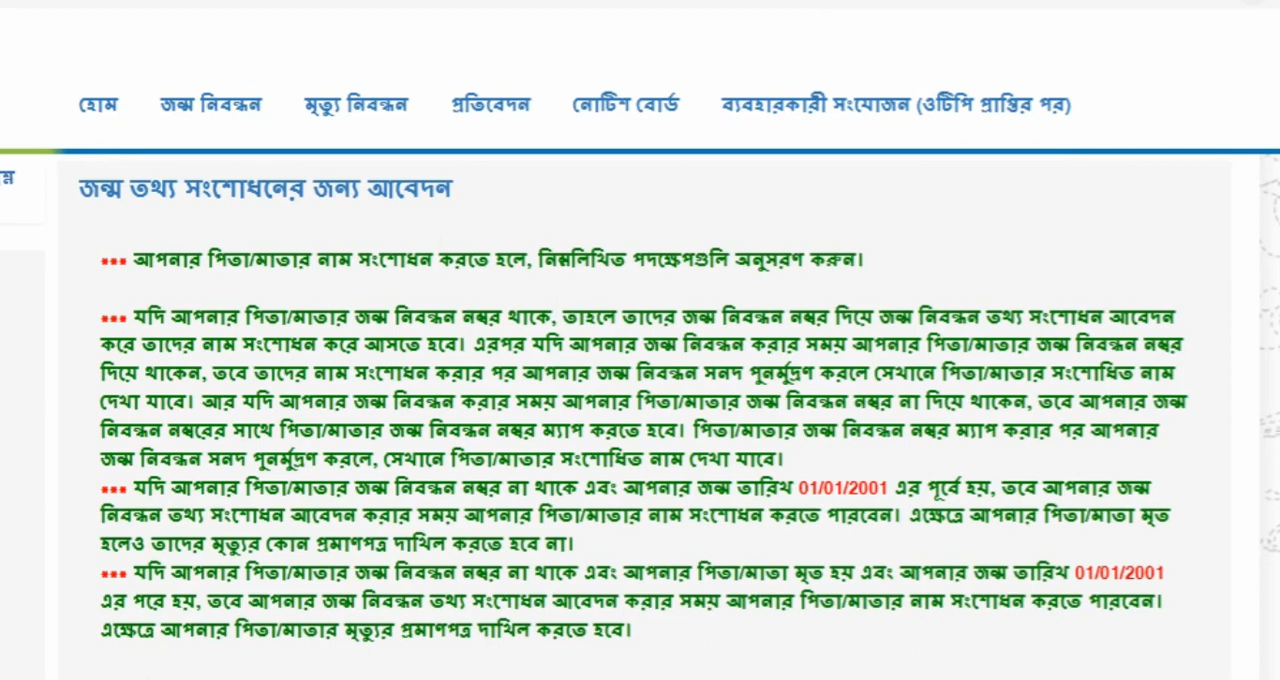 হোম জন্ম নিবন্ধন মৃত্যু নিবন্ধন প্রতিবেদন নোটিশ বোর্ড ব্যবহারকারী সংযোজন (ওটিপি প্রাপ্তির পর)
জন্ম তথ্য সংশোধনের জন্য আবেদন
*** আপনার পিতা/মাতার নাম সংশোধন করতে হলে, নিম্নলিখিত পদক্ষেপগুলি অনুসরণ করুন।
*** যদি আপনার পিতা/মাতার জন্ম নিবন্ধন নম্বর থাকে, তাহলে তাদের জন্ম নিবন্ধন নম্বর দিয়ে জন্ম নিবন্ধন তথ্য সংশোধন আবেদন
করে তাদের নাম সংশোধন করে আসতে হবে। এরপর যদি আপনার জন্ম নিবন্ধন করার সময় আপনার পিতা/মাতার জন্ম নিবন্ধন নম্বর
দিয়ে থাকেন, তবে তাদের নাম সংশোধন করার পর আপনার জন্ম নিবন্ধন সনদ পুনর্মুদ্রণ করলে সেখানে পিতা/মাতার সংশোধিত নাম
দেখা যাবে। আর যদি আপনার জন্ম নিবন্ধন করার সময় আপনার পিতা/মাতার জন্ম নিবন্ধন নম্বর না দিয়ে থাকেন, তবে আপনার জন্ম
নিবন্ধন নম্বরের সাথে পিতা/মাতার জন্ম নিবন্ধন নম্বর ম্যাপ করতে হবে। পিতা/মাতার জন্ম নিবন্ধন নম্বর ম্যাপ করার পর আপনার
জন্ম নিবন্ধন সনদ পুনর্মুদ্রণ করলে, সেখানে পিতা/মাতার সংশোধিত নাম দেখা যাবে।
*** যদি আপনার পিতা/মাতার জন্ম নিবন্ধন নম্বর না থাকে এবং আপনার জন্ম তারিখ 01/01/2001 এর পূর্বে হয়, তবে আপনার জন্ম
নিবন্ধন তথ্য সংশোধন আবেদন করার সময় আপনার পিতা/মাতার নাম সংশোধন করতে পারবেন। এক্ষেত্রে আপনার পিতা/মাতা মৃত
হলেও তাদের মৃত্যুর কোন প্রমাণপত্র দাখিল করতে হবে না।
*** যদি আপনার পিতা/মাতার জন্ম নিবন্ধন নম্বর না থাকে এবং আপনার পিতা/মাতা মৃত হয় এবং আপনার জন্ম তারিখ 01/01/2001
এর পরে হয়, তবে আপনার জন্ম নিবন্ধন তথ্য সংশোধন আবেদন করার সময় আপনার পিতা/মাতার নাম সংশোধন করতে পারবেন।
এক্ষেত্রে আপনার পিতা/মাতার মৃত্যুর প্রমাণপত্র দাখিল করতে হবে।